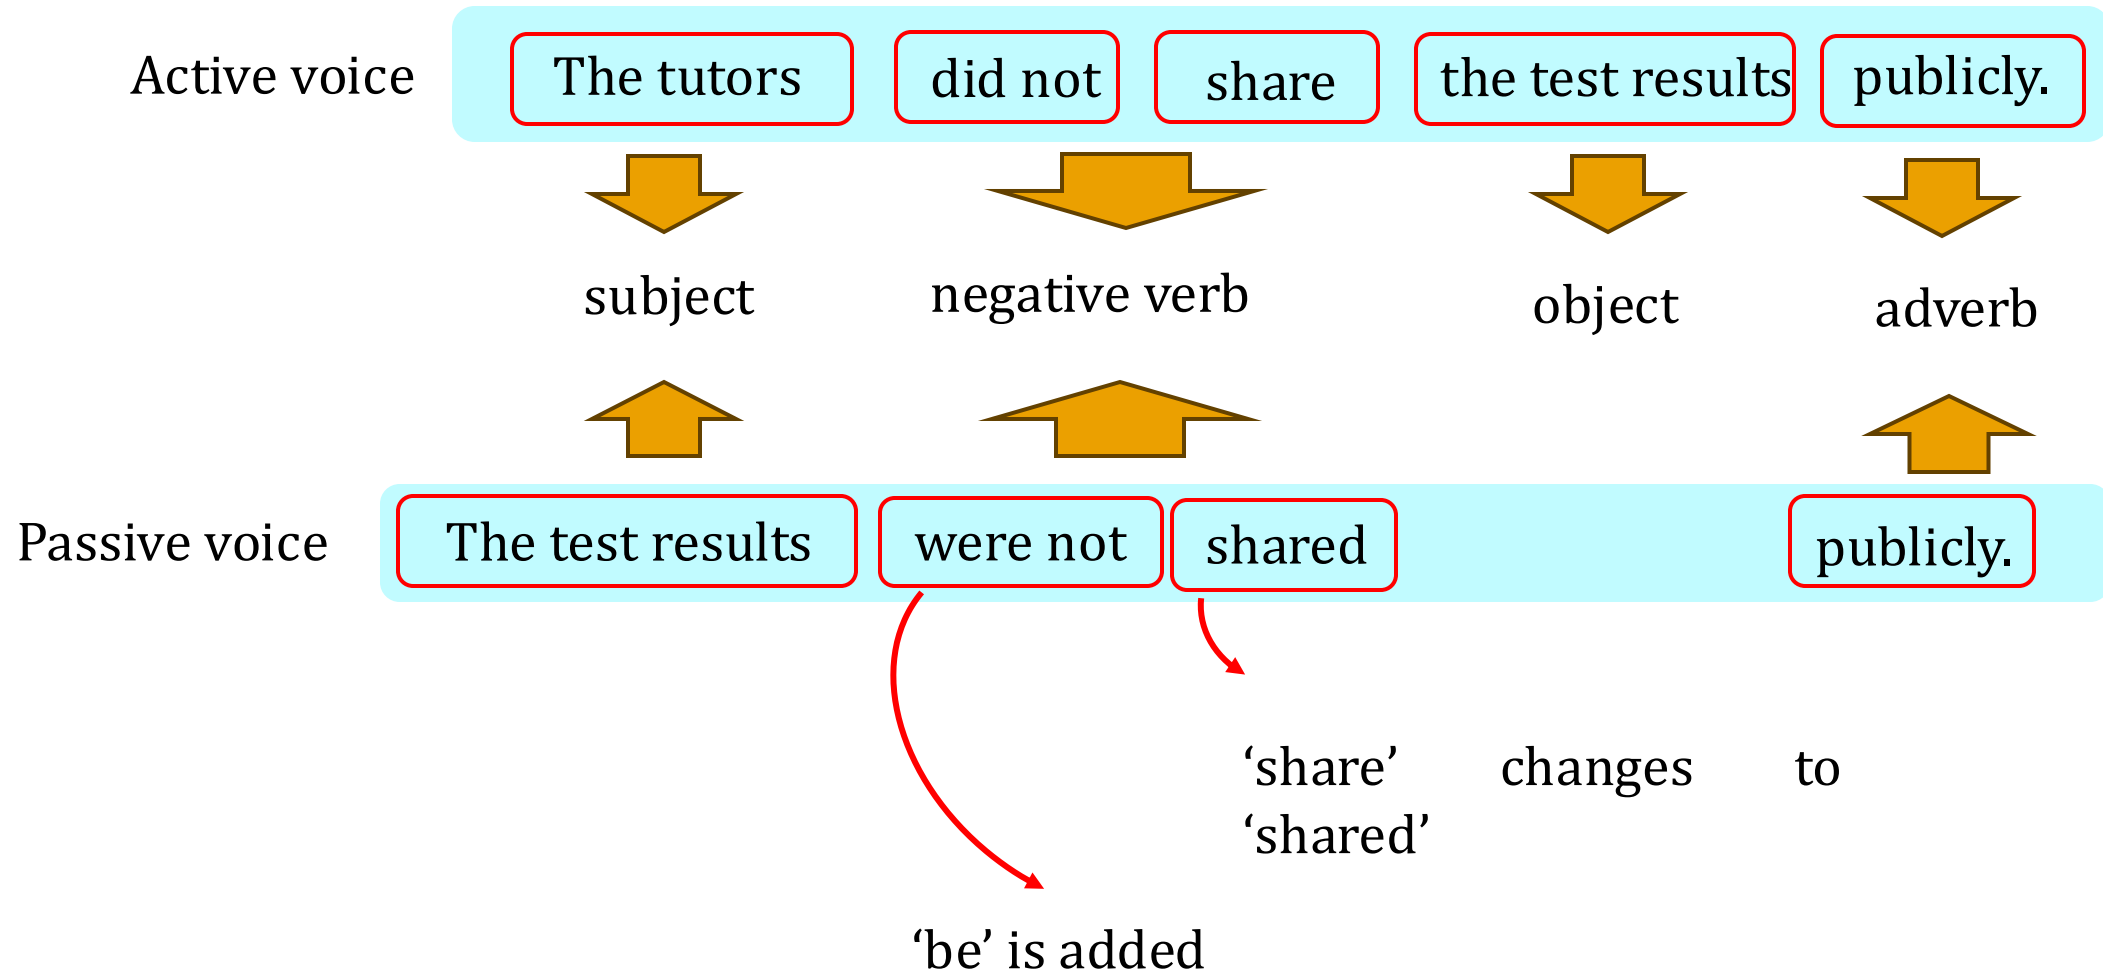 Active voice The tutors did not share the test results publicly.
subject negative verb object adverb
Passive voice The test results were not shared publicly.
‘share’ changes to
‘shared’
‘be’ is added